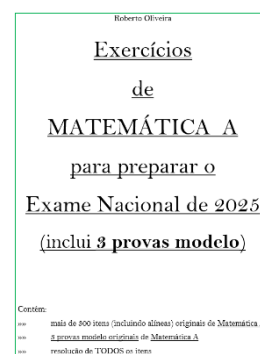 Roberto Oliveira
Exercícios
de
MATEMÁTICA A
para preparar o
Exame Nacional de 2025
(inclui 3 provas modelo)
Contém:
mais de 300 itens (incluindo alíneas) originais de Matemática
3 provas modelo originais de Matemática A
resolução de TODOS os itens